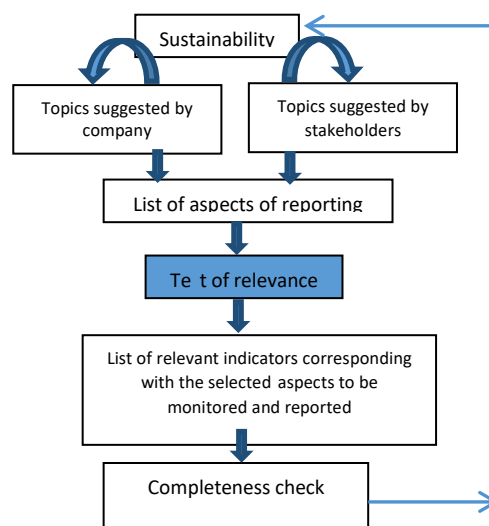 Sustainability
Topics suggested by
company
Topics suggested by
stakeholders
List of aspects of reporting
Te t of relevance
List of relevant indicators corresponding
with the selected aspects to be
monitored and reported
Completeness check